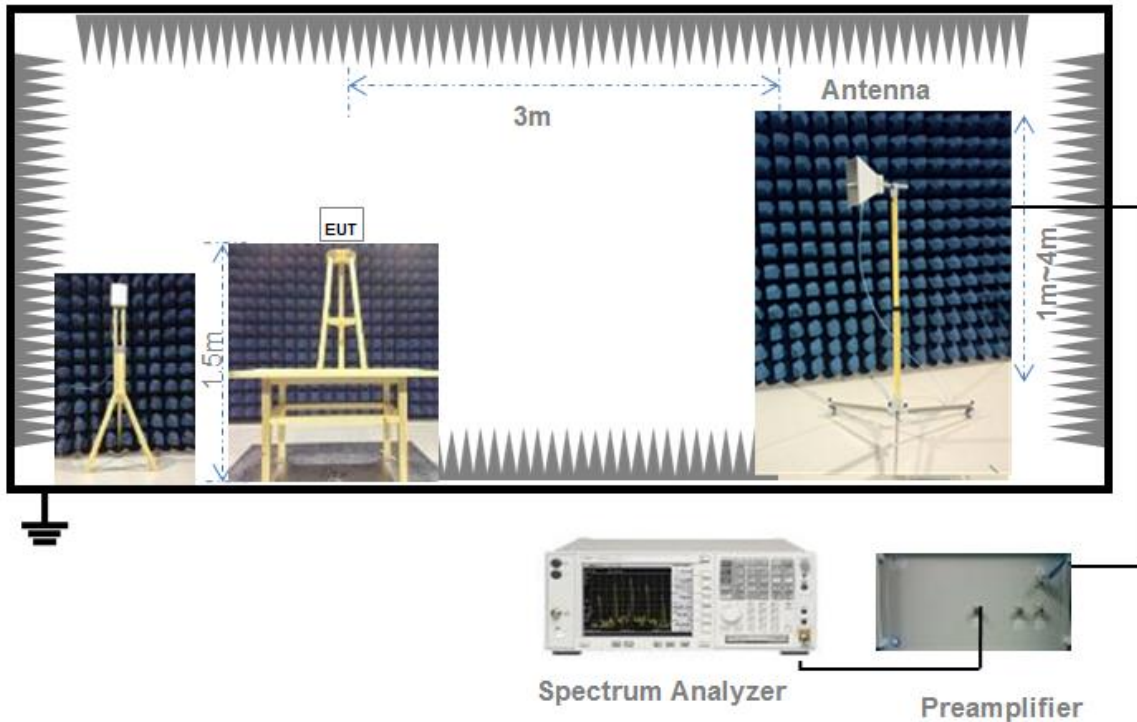 Antenna
3m
EUT
1.5m
1m~4m
Spectrum Analyzer
Preamplifier